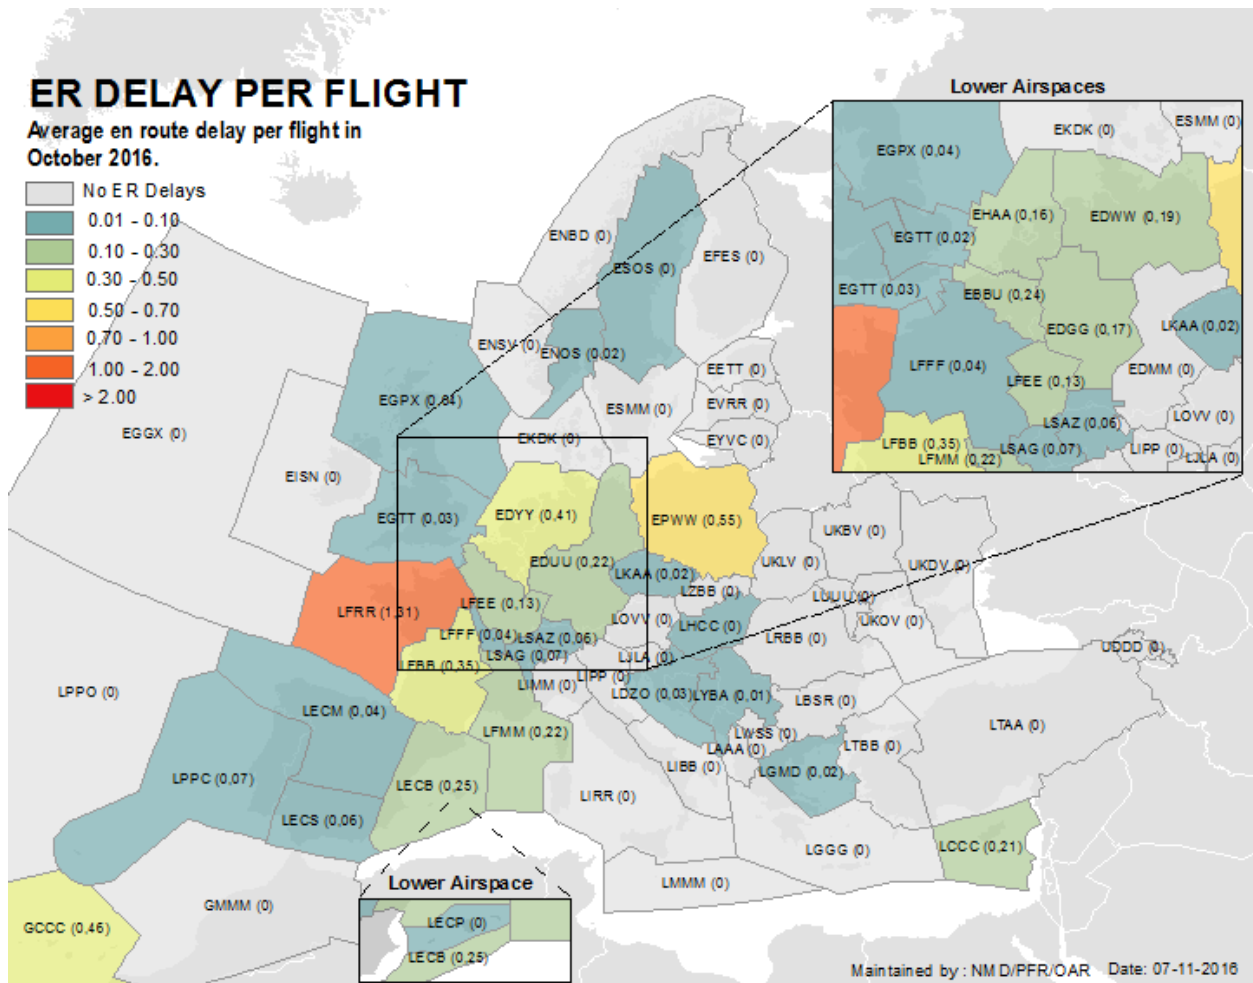 ER DELAY PER FLIGHT
Average en route delay per flight in
October 2016.
No ER Delays
0.01 - 0.10
0.10 - 0.30
0.30 - 0.50
0.50 - 0.70
0.70 - 1.00
1.00 - 2.00
> 2.00
Lower Airspaces
ESMM (0)
EKDK (0)
EGPX (0,04)
EHAA (0,16)
EDWW (0,19)
EGTT (0,02)
EGTT (0,03)
EBBU (0,24)
EDGG (0,17)
LKAA (0,02)
LFFF (0,04)
EDMM (0)
LFEE (0,13)
LOVV (0)
LSAZ (0,06)
LFBB (0,35)
LSAG (0,07)
LIPP (0)
LJLA (0)
LFMM (0,22)
ENBD (0)
ESOS (0)
EFES (0)
ENSV (0)
ENOS (0,02)
EETT (0)
EGPX (0,04)
ESMM (0)
EVRR (0)
EGGX (0)
EKDK (0)
EYVC (0)
EISN (0)
EGTT (0,03)
EDYY (0,41)
EPWW (0,55)
UKBV (0)
EDUU (0,22)
UKLV (0)
UKDV (0)
LKAA (0,02)
LZBB (0)
LFRR (1,31)
LFEE (0,13)
LUUU (0)
LOVV (0)
LHCC (0)
UKOV (0)
LFFF (0,04)
LSAZ (0,06)
LRBB (0)
LFBB (0,35)
LSAG (0,07)
LJLA (0)
UDDD (0)
LPPO (0)
LIMM (0)
LIPP (0)
LDZO (0,03)
LYBA (0,01)
LBSR (0)
LECM (0,04)
LFMM (0,22)
LWSS (0)
LTAA (0)
LAAA (0)
LTBB (0)
LPPC (0,07)
LECB (0,25)
LIBB (0)
LGMD (0,02)
LECS (0,06)
LIRR (0)
LGGG (0)
LCCC (0,21)
Lower Airspace
LMMM (0)
GMMM (0)
LECP (0)
GCCC (0,46)
LECB (0,25)
Maintained by : NMD/PFR/OAR Date: 07-11-2016